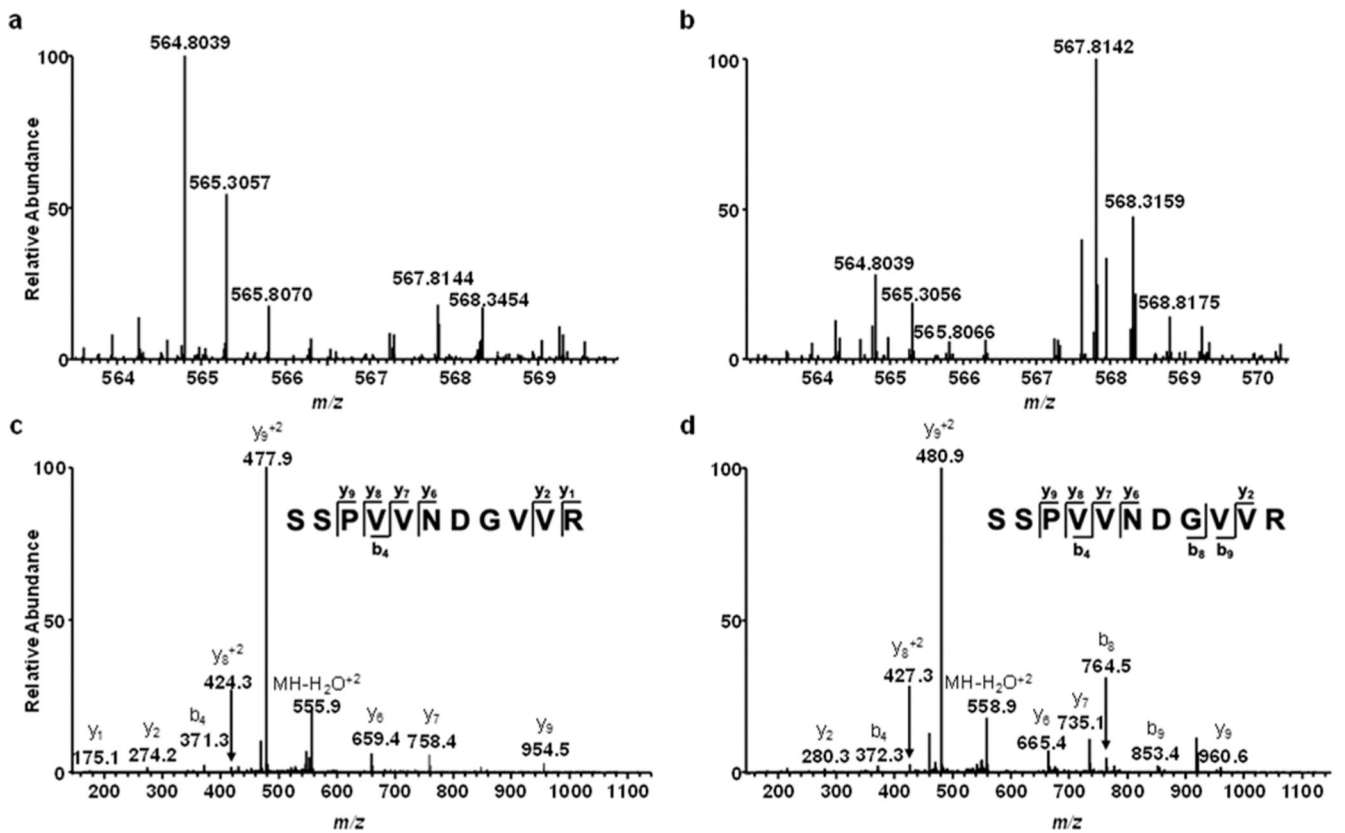 a
b
564.8039
567.8142
100
100
565.3057
568.3159
50
50
Relative Abundance
565.8070
567.8144
568.3454
564.8039
565.3056
565.8066
568.8175
0
0
564 565 566 567 568 569
564 565 566 567 568 569 570
m/z
m/z
c
d
y₉⁺²
477.9
y₉⁺²
480.9
100
100
y₉ y₈ y₇ y₆ y₂ y₁
S S P V V N D G V V R
b₄
y₉ y₈ y₇ y₆ y₂
S S P V V N D G V V R
b₄ b₈ b₉
50
50
Relative Abundance
y₈⁺²
424.3
MH-H₂O⁺²
555.9
y₁
175.1
y₂
274.2
b₄
371.3
y₆
659.4
y₇
758.4
y₉
954.5
y₈⁺²
427.3
MH-H₂O⁺²
558.9
b₈
764.5
y₂
280.3
b₄
372.3
y₆
665.4
y₇
735.1
b₉
853.4
y₉
960.6
0
0
200 300 400 500 600 700 800 900 1000 1100
200 300 400 500 600 700 800 900 1000 1100
m/z
m/z